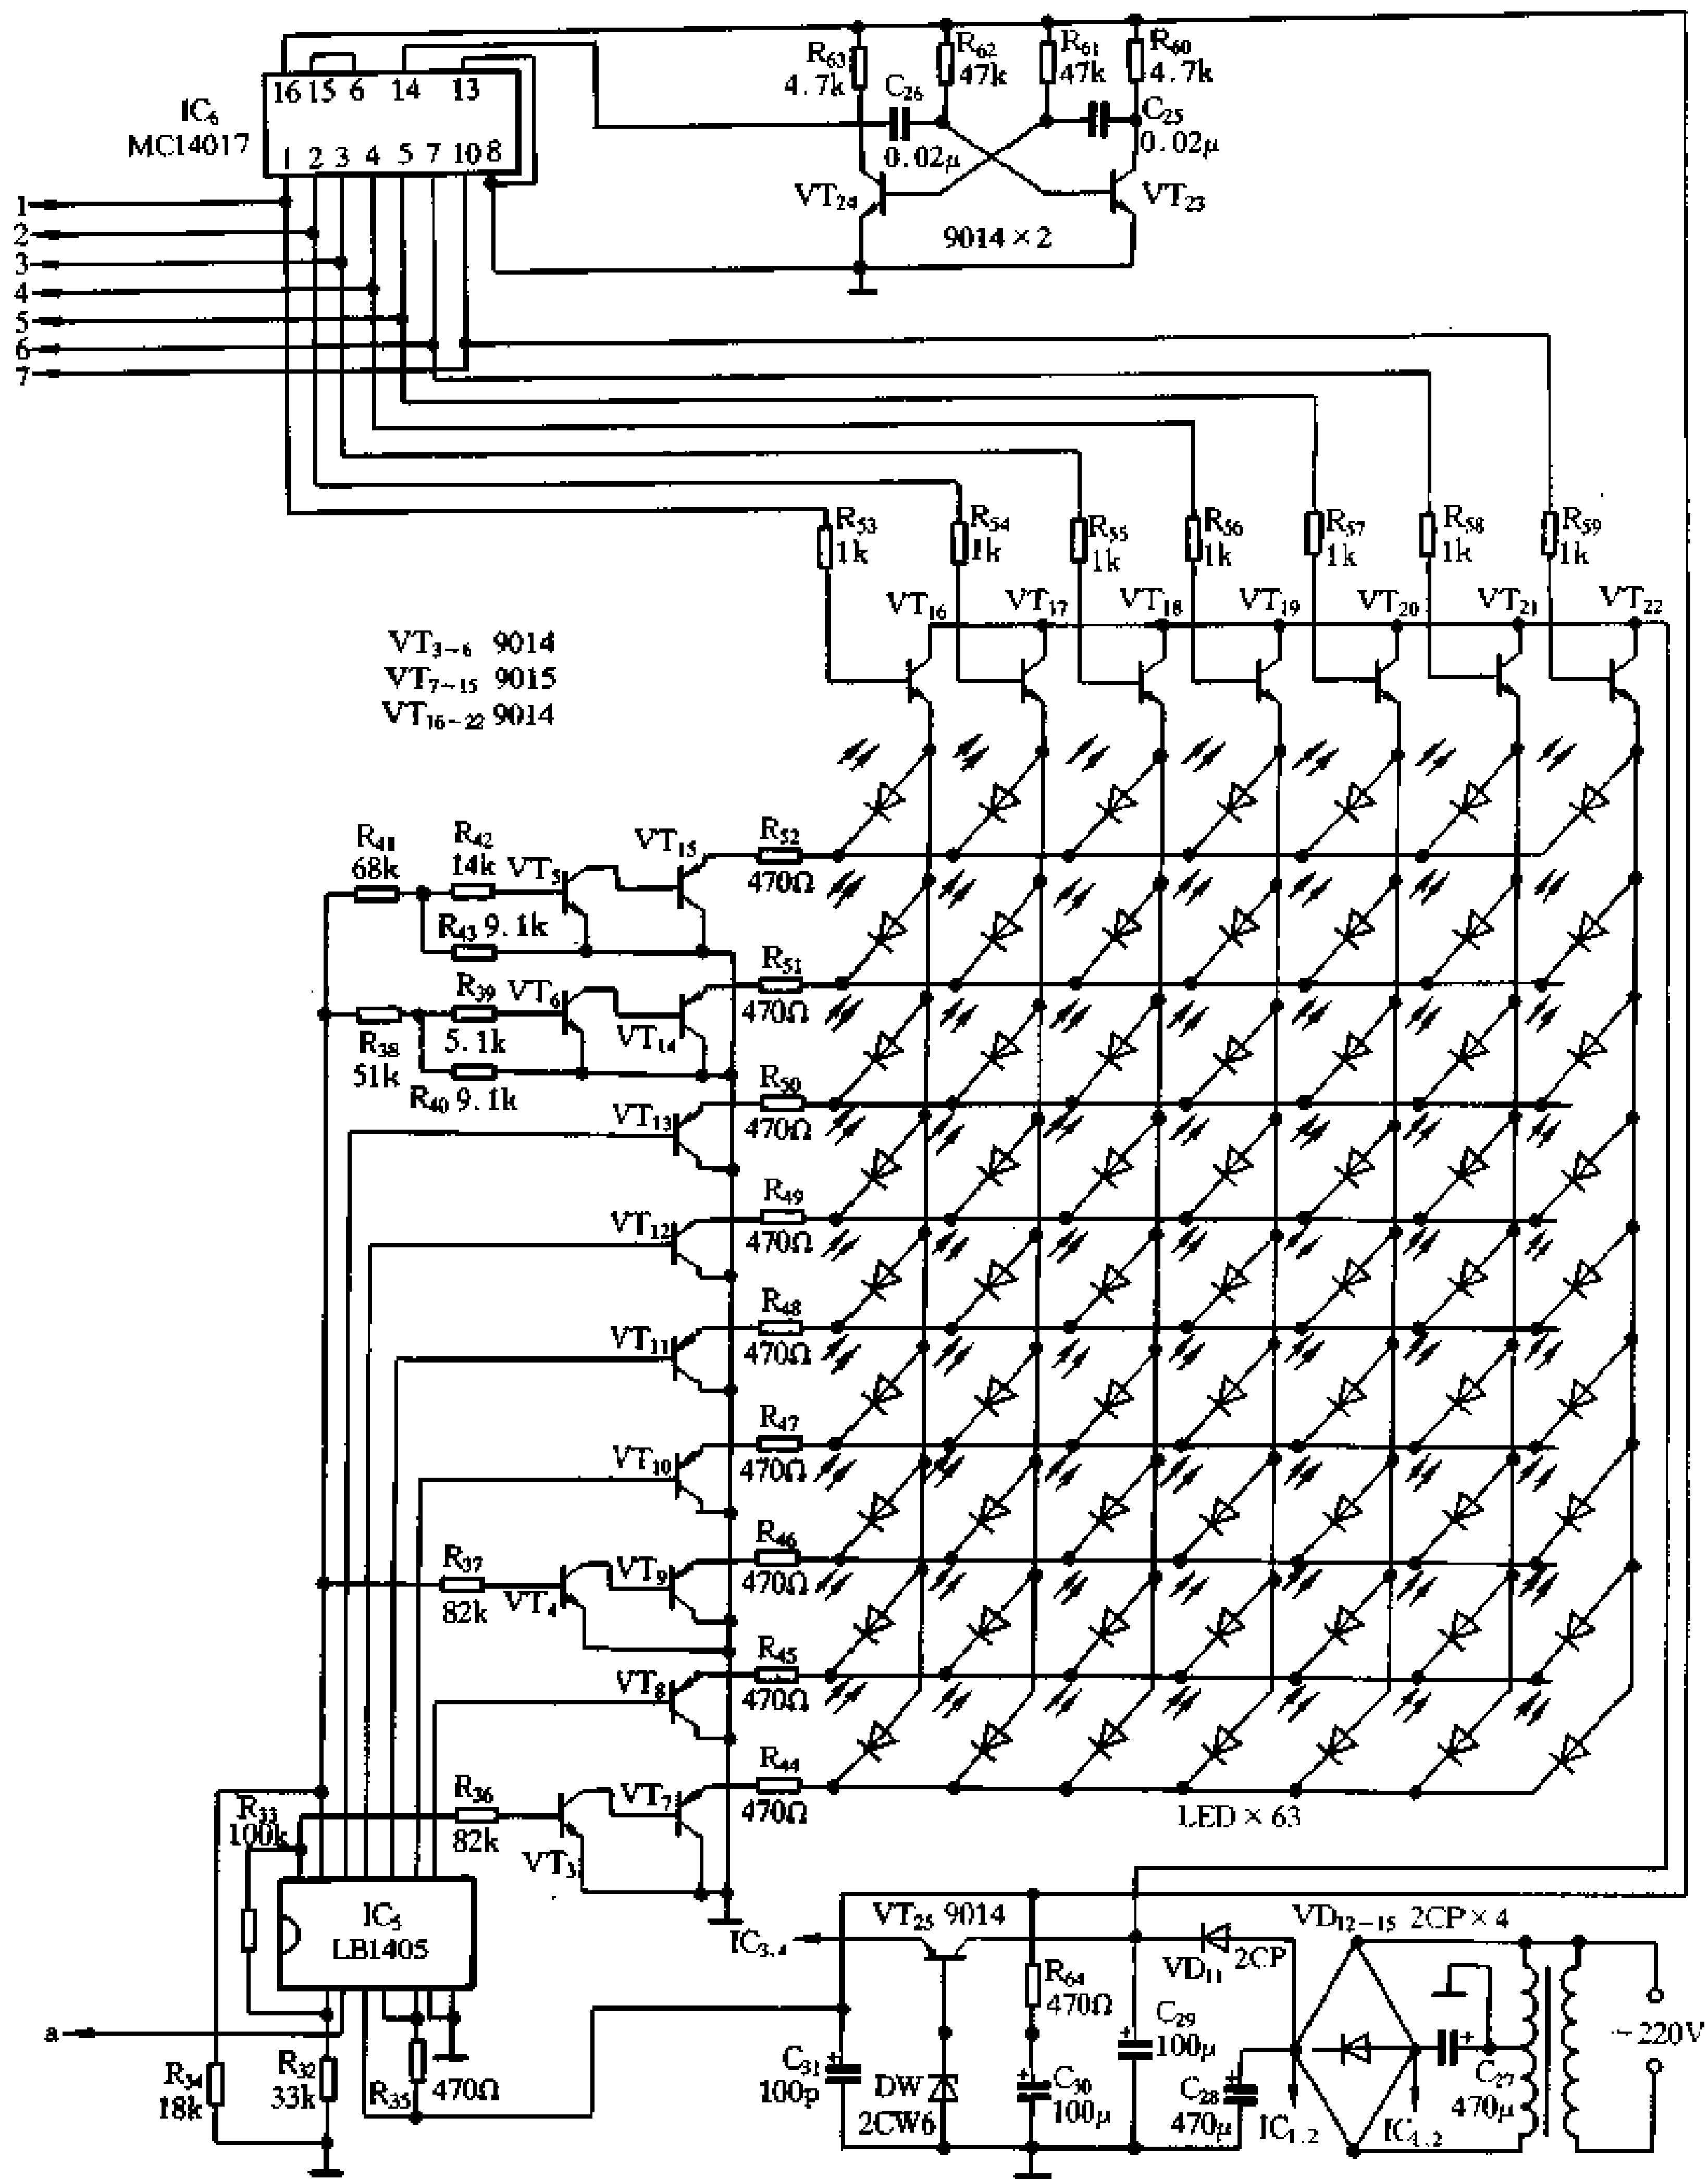 R63
4.7k
R62
47k
R61
47k
R60
4.7k
C26
0.02μ
C25
0.02μ
16 15 6 14 13
IC6
MC14017
1 2 3 4 5 7 10 8
VT24
VT23
9014×2
1
2
3
4
5
6
7
R53
1k
R54
1k
R55
1k
R56
1k
R57
1k
R58
1k
R59
1k
VT16
VT17
VT18
VT19
VT20
VT21
VT22
VT3-6 9014
VT7-15 9015
VT16-22 9014
R41
68k
R42
14k
VT5
VT15
R52
470Ω
R43 9.1k
R51
470Ω
R39
5.1k
VT6
VT14
R38
51k
R40 9.1k
R50
470Ω
VT13
R49
470Ω
VT12
R48
470Ω
VT11
R47
470Ω
VT10
R46
470Ω
R37
82k
VT4
VT9
R45
470Ω
VT8
R44
470Ω
R36
82k
VT3
VT7
LED×63
R33
100k
IC5
LB1405
a
R34
18k
R32
33k
R35
470Ω
IC3,4
VT25 9014
R64
470Ω
VD11
2CP
VD12-15 2CP×4
C31
100p
DW
2CW6
C30
100μ
C29
100μ
C28
470μ
IC1,2
C27
470μ
~220V